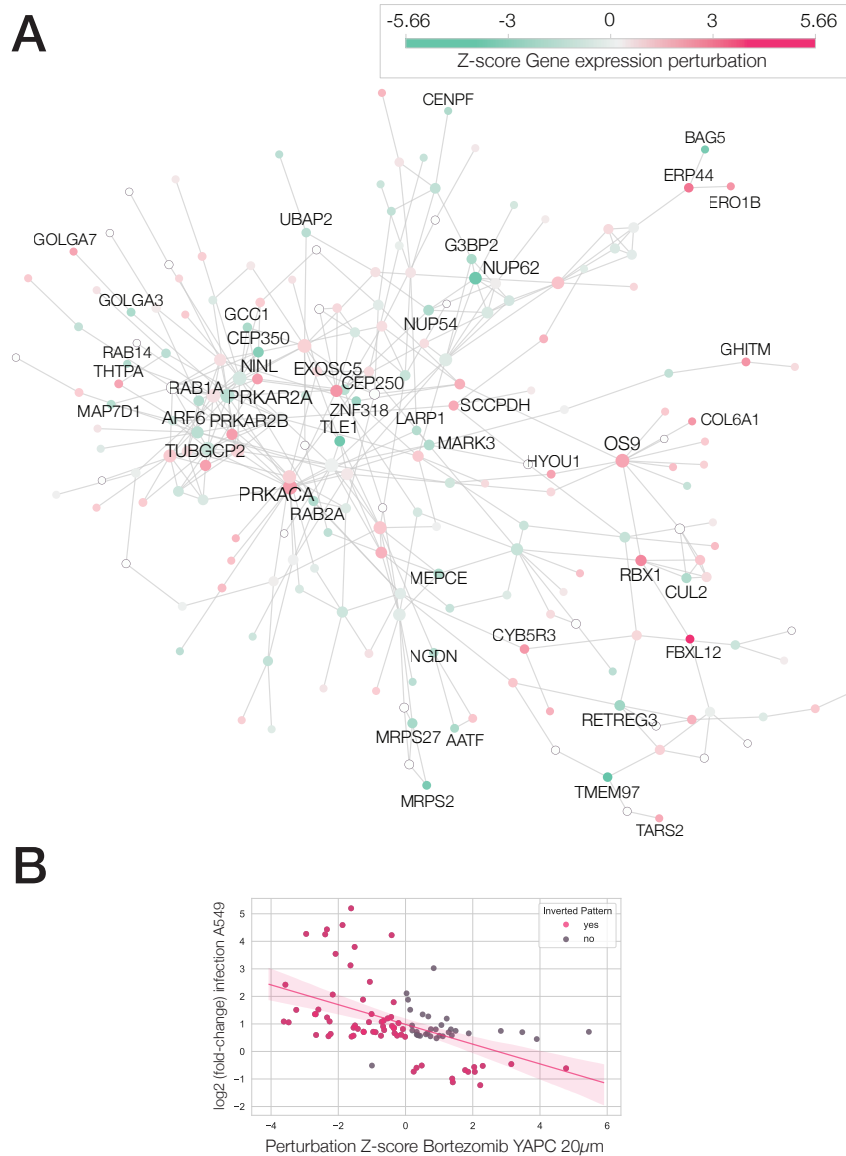 A
-5.66 -3 0 3 5.66
Z-score Gene expression perturbation
CENPF
BAG5
ERP44
ERO1B
UBAP2
GOLGA7
G3BP2
NUP62
GOLGA3
GCC1
NUP54
CEP350
RAB14
GHITM
THTPA
NINL
EXOSC5
CEP250
RAB1A
PRKAR2A
MAP7D1
ZNF318
SCCPDH
ARF6
PRKAR2B
LARP1
COL6A1
TLE1
MARK3
OS9
TUBGCP2
HYOU1
PRKACA
RAB2A
MEPCE
RBX1
CUL2
CYB5R3
FBXL12
NGDN
RETREG3
MRPS27
AATF
TMEM97
MRPS2
TARS2
B
log2 (fold-change) infection A549
5
4
3
2
1
0
−1
−2
Inverted Pattern
yes
no
−4 −2 0 2 4 6
Perturbation Z-score Bortezomib YAPC 20µm